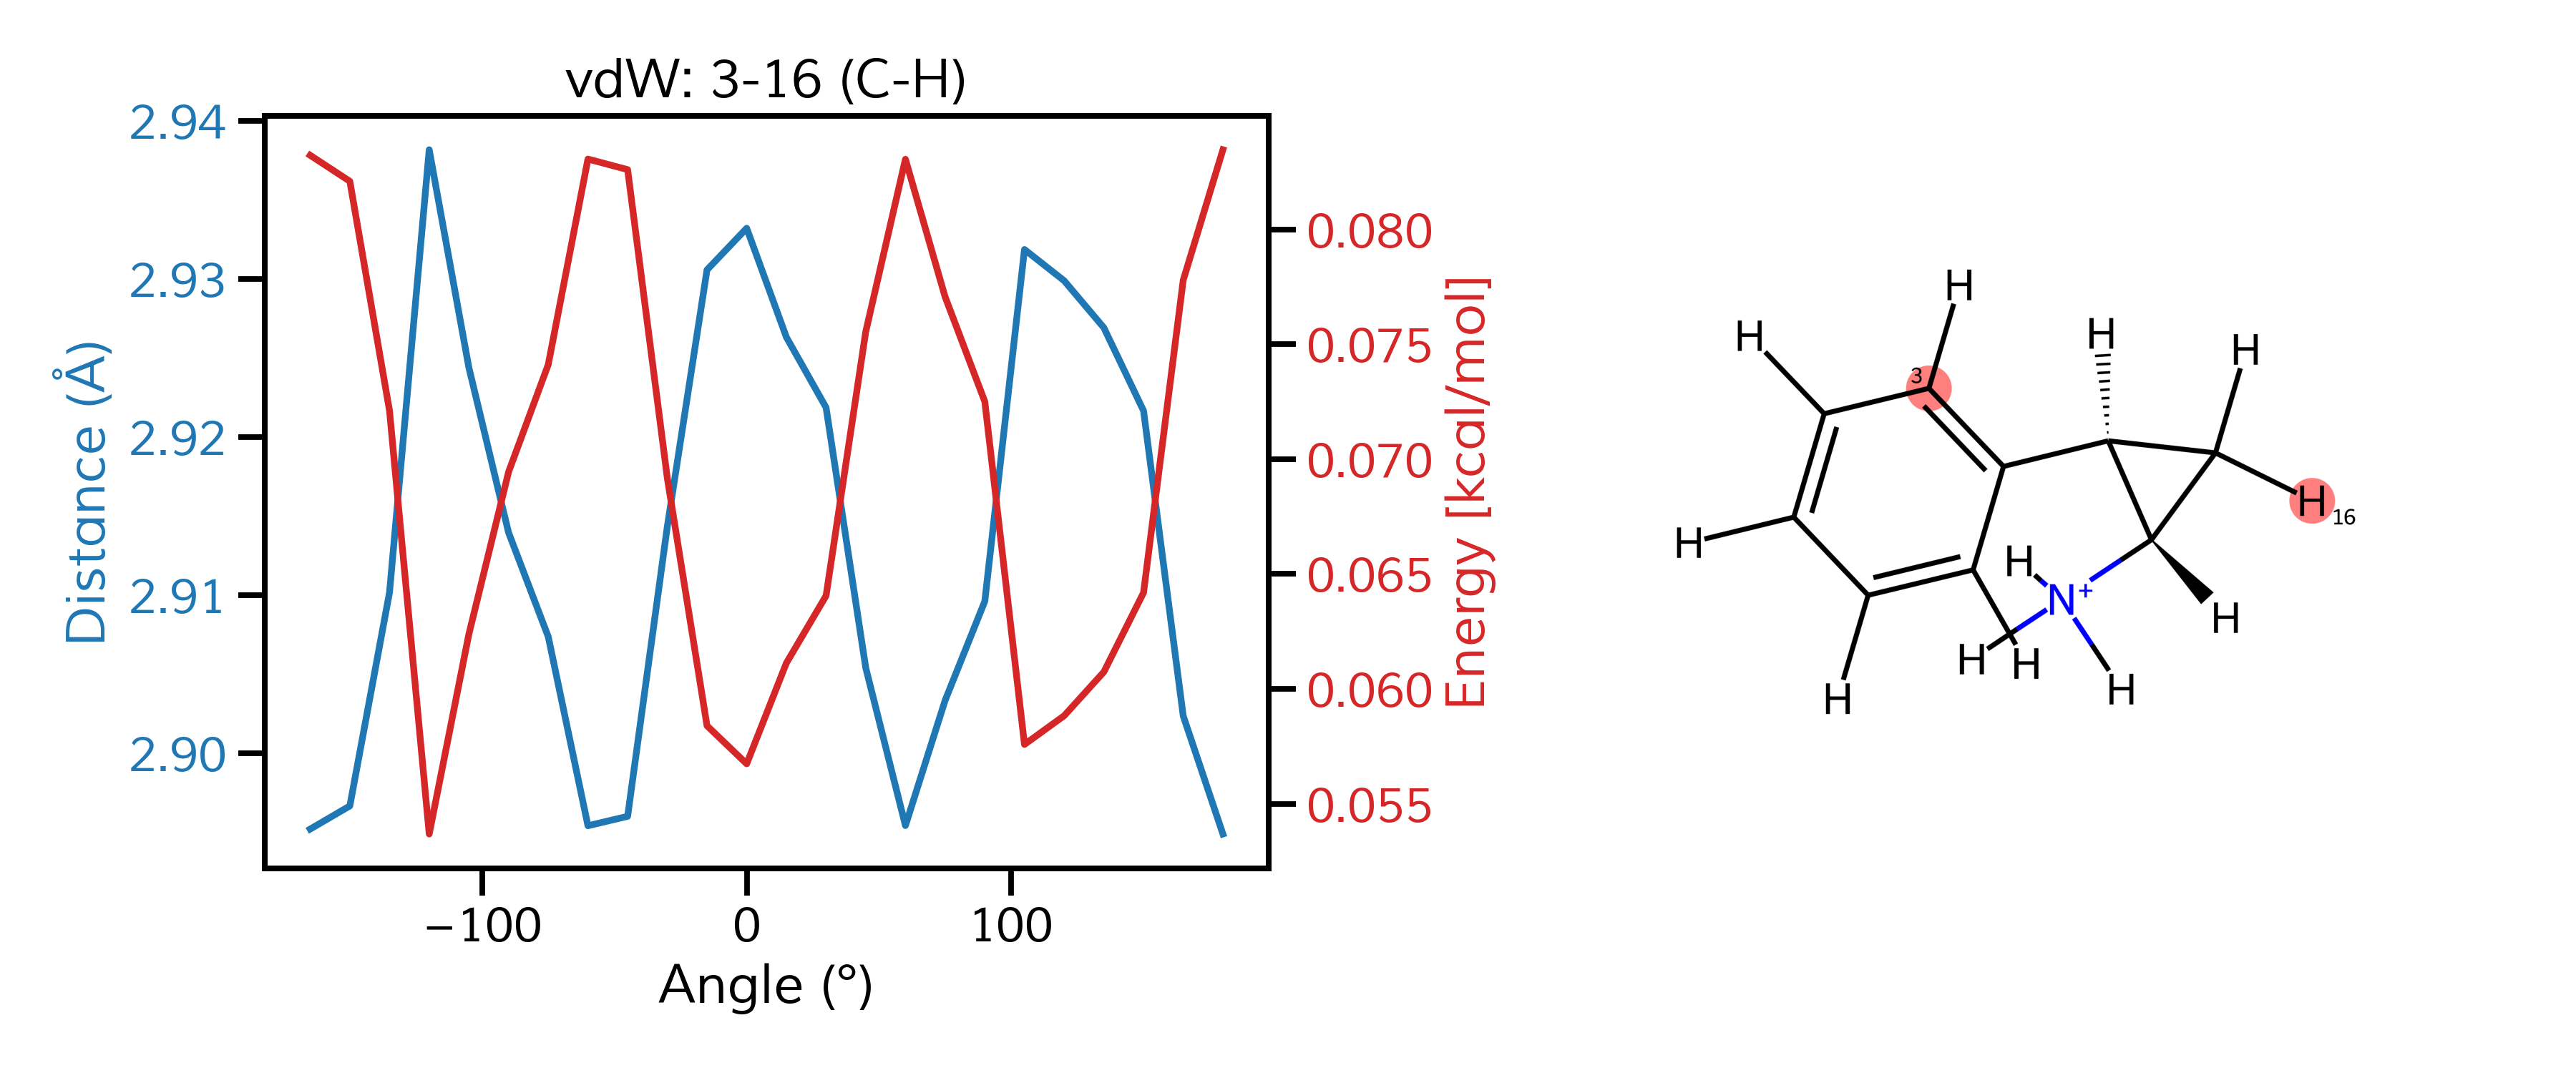 vdW: 3-16 (C-H)
Distance (Å)
2.94
2.93
2.92
2.91
2.90
−100
0
100
Angle (°)
0.080
0.075
0.070
0.065
0.060
0.055
Energy [kcal/mol]
H
H
H
H
3
H
H 16
H
H
N+
H
H
H
H
H